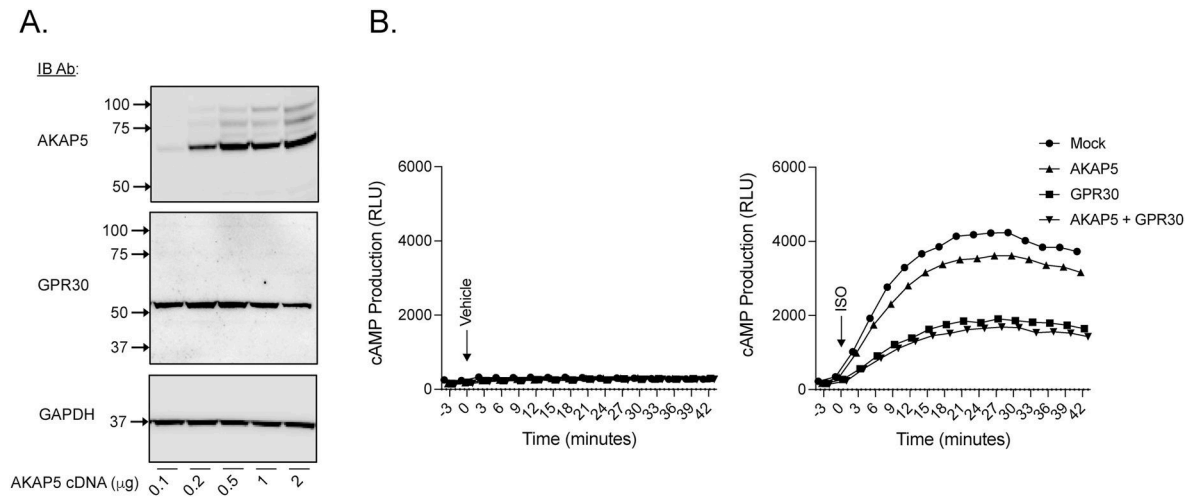 A.
B.
IB Ab:
AKAP5
100
75
50
GPR30
100
75
50
37
GAPDH
37
AKAP5 cDNA (μg)
0.1 0.2 0.5 1 2
cAMP Production (RLU)
6000
4000
2000
0
Vehicle
-3 0 3 6 9 12 15 18 21 24 27 30 33 36 39 42
Time (minutes)
cAMP Production (RLU)
6000
4000
2000
0
ISO
-3 0 3 6 9 12 15 18 21 24 27 30 33 36 39 42
Time (minutes)
Mock
AKAP5
GPR30
AKAP5 + GPR30